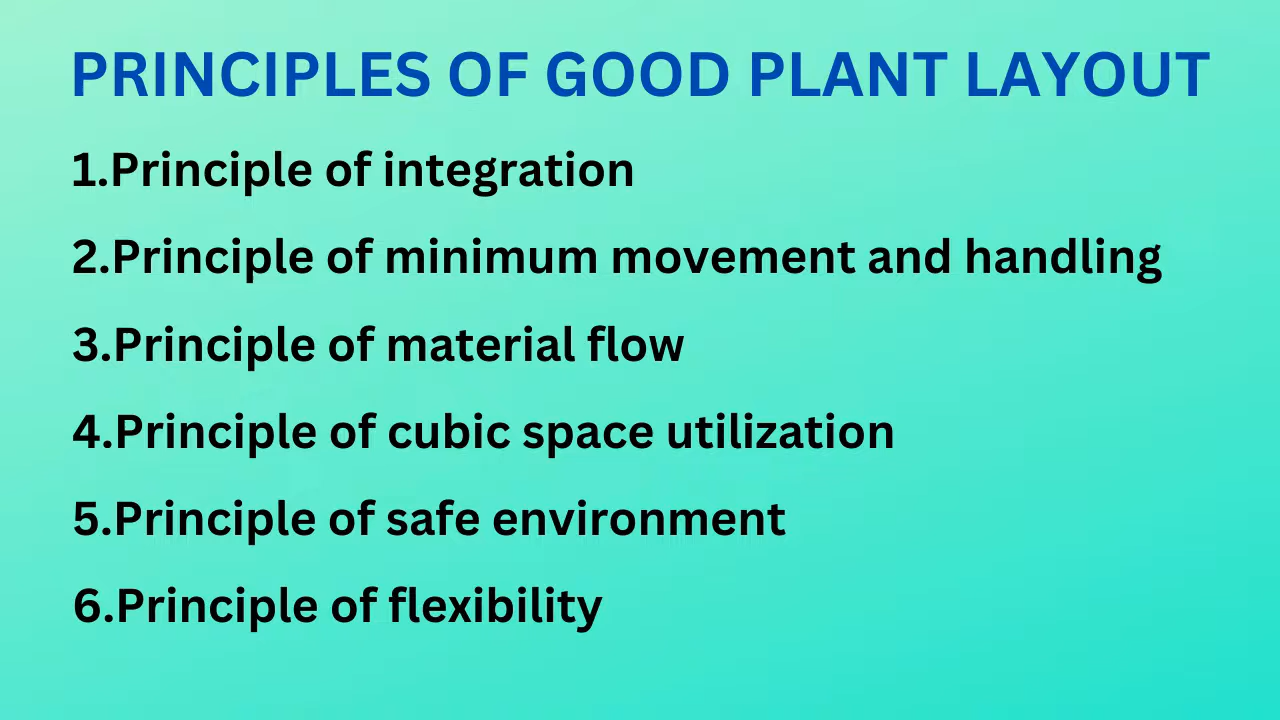 PRINCIPLES OF GOOD PLANT LAYOUT
1.Principle of integration
2.Principle of minimum movement and handling
3.Principle of material flow
4.Principle of cubic space utilization
5.Principle of safe environment
6.Principle of flexibility